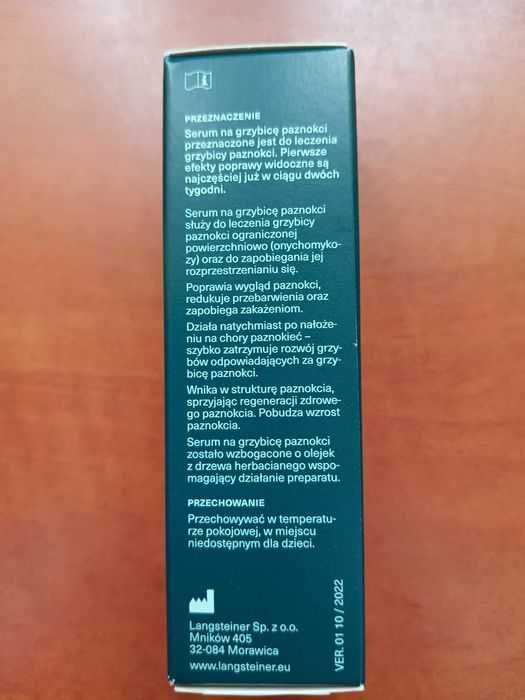 PRZEZNACZENIE
Serum na grzybicę paznokci
przeznaczone jest do leczenia
grzybicy paznokci. Pierwsze
efekty poprawy widoczne są
najczęściej już w ciągu dwóch
tygodni.
Serum na grzybicę paznokci
służy do leczenia grzybicy
paznokci ograniczonej
powierzchniowo (onychomyko-
zy) oraz do zapobiegania jej
rozprzestrzenianiu się.
Poprawia wygląd paznokci,
redukuje przebarwienia oraz
zapobiega zakażeniom.
Działa natychmiast po nałoże-
niu na chory paznokieć –
szybko zatrzymuje rozwój grzy-
bów odpowiadających za grzy-
bicę paznokci.
Wnika w strukturę paznokcia,
sprzyjając regeneracji zdrowe-
go paznokcia. Pobudza wzrost
paznokcia.
Serum na grzybicę paznokci
zostało wzbogacone o olejek
z drzewa herbacianego wspo-
magający działanie preparatu.
PRZECHOWANIE
Przechowywać w temperatu-
rze pokojowej, w miejscu
niedostępnym dla dzieci.
Langsteiner Sp. z o.o.
Mników 405
32-084 Morawica
www.langsteiner.eu
VER. 01 10 / 2022